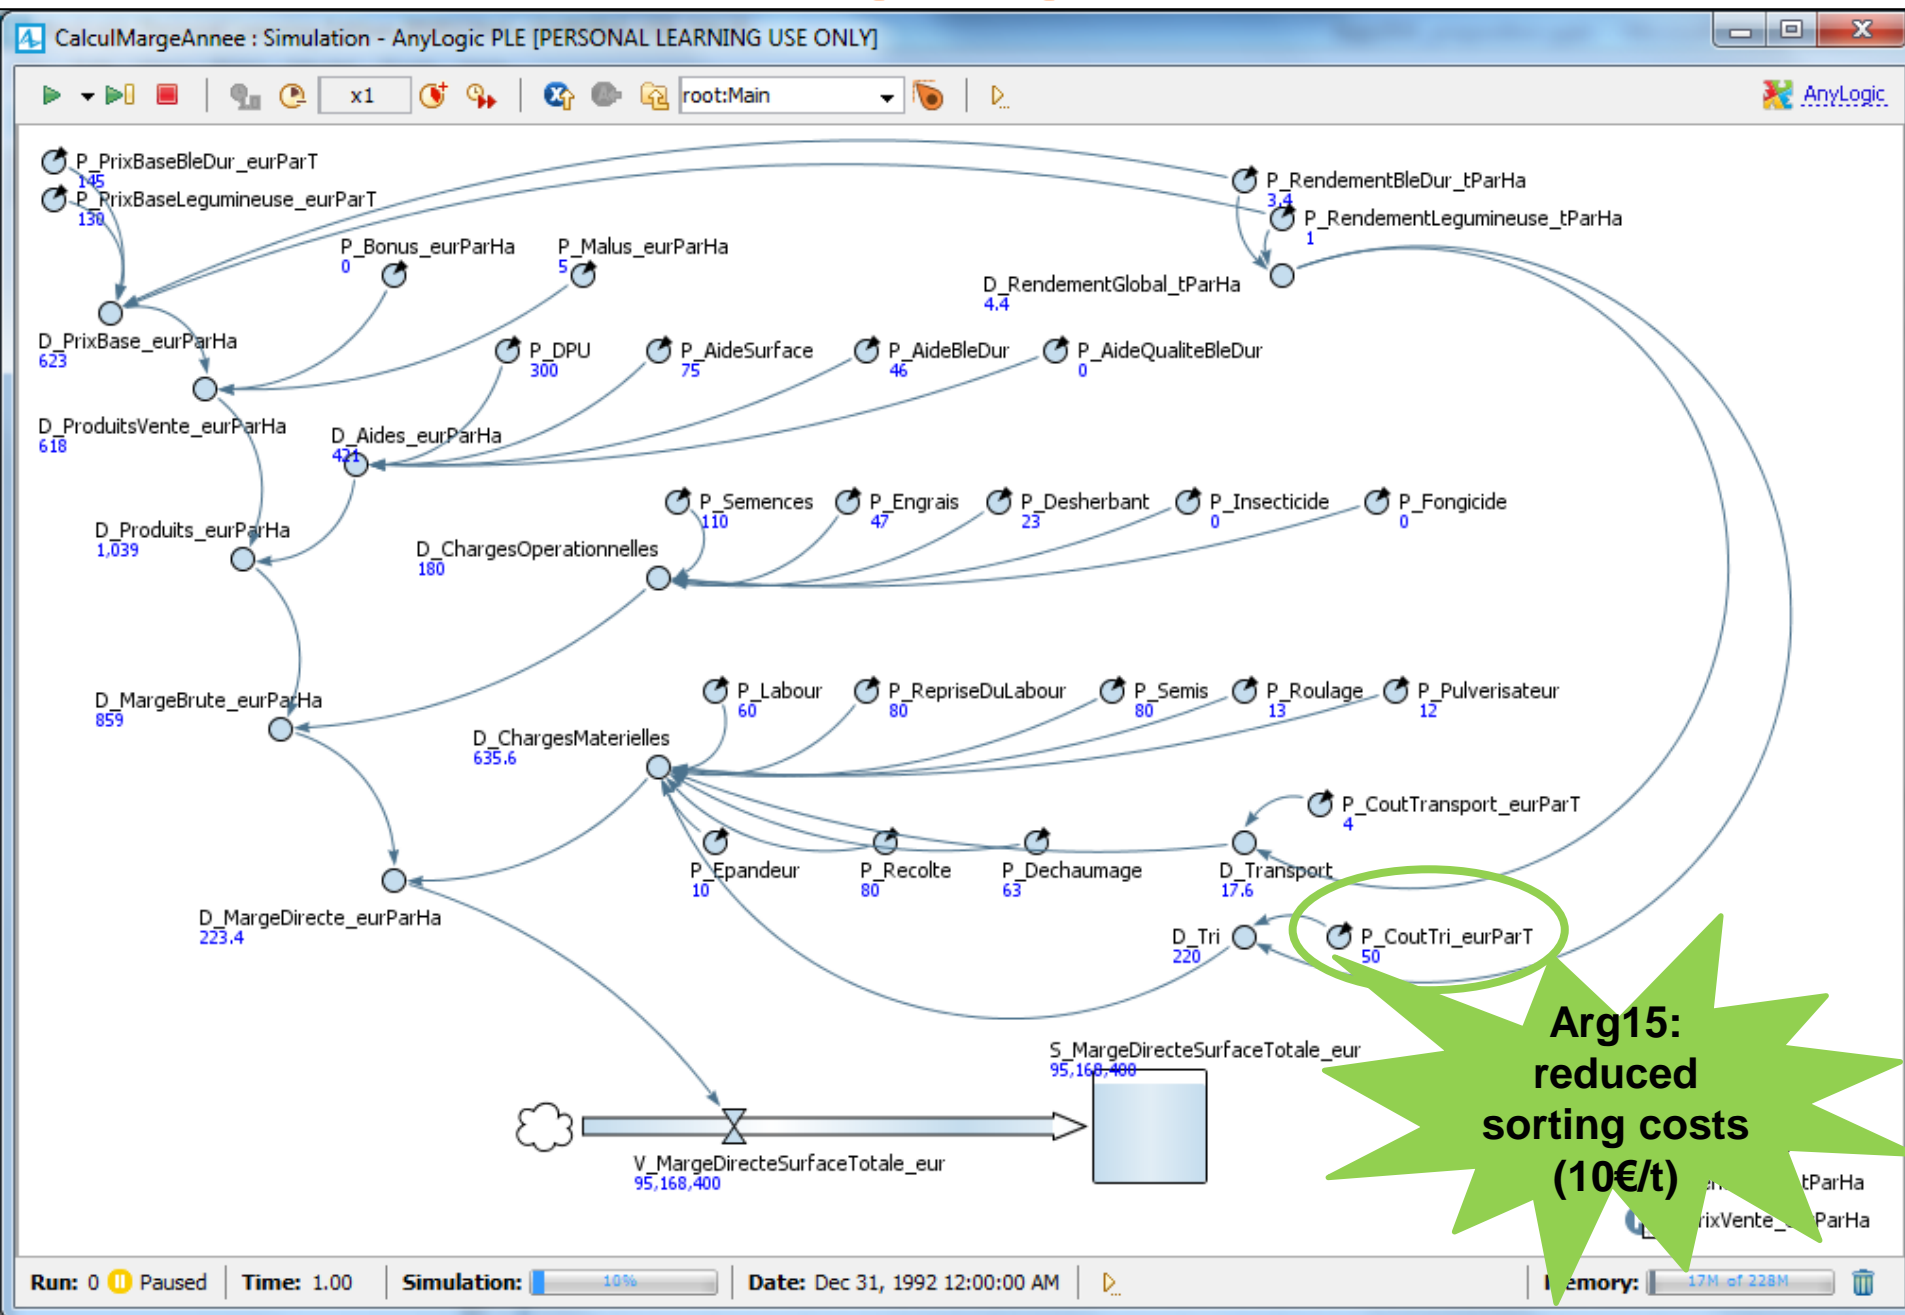 CalculMargeAnnee : Simulation - AnyLogic PLE [PERSONAL LEARNING USE ONLY]
x1
root:Main
AnyLogic
P_PrixBaseBleDur_eurParT
145
P_PrixBaseLegumineuse_eurParT
130
P_RendementBleDur_tParHa
3.4
P_RendementLegumineuse_tParHa
1
P_Bonus_eurParHa
0
P_Malus_eurParHa
5
D_RendementGlobal_tParHa
4.4
D_PrixBase_eurParHa
623
P_DPU
300
P_AideSurface
75
P_AideBleDur
46
P_AideQualiteBleDur
0
D_ProduitsVente_eurParHa
618
D_Aides_eurParHa
421
P_Semences
110
P_Engrais
47
P_Desherbant
23
P_Insecticide
0
P_Fongicide
0
D_Produits_eurParHa
1,039
D_ChargesOperationnelles
180
D_MargeBrute_eurParHa
859
P_Labour
60
P_RepriseDuLabour
80
P_Semis
80
P_Roulage
13
P_Pulverisateur
12
D_ChargesMaterielles
635.6
P_CoutTransport_eurParT
4
P_Epandeur
10
P_Recolte
80
P_Dechaumage
63
D_Transport
17.6
D_MargeDirecte_eurParHa
223.4
D_Tri
220
P_CoutTri_eurParT
50
Arg15:
reduced
sorting costs
(10€/t)
S_MargeDirecteSurfaceTotale_eur
95,168,400
V_MargeDirecteSurfaceTotale_eur
95,168,400
tParHa
rixVente_eurParHa
Run: 0 Paused Time: 1.00 Simulation: 10% Date: Dec 31, 1992 12:00:00 AM Memory: 17M of 228M